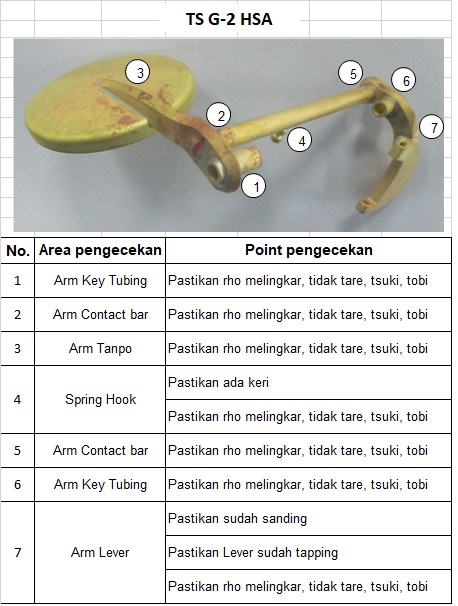 TS G-2 HSA
3
5
6
2
4
7
1
No. Area pengecekan Point pengecekan
1 Arm Key Tubing Pastikan rho melingkar, tidak tare, tsuki, tobi
2 Arm Contact bar Pastikan rho melingkar, tidak tare, tsuki, tobi
3 Arm Tanpo Pastikan rho melingkar, tidak tare, tsuki, tobi
4 Spring Hook Pastikan ada keri
Pastikan rho melingkar, tidak tare, tsuki, tobi
5 Arm Contact bar Pastikan rho melingkar, tidak tare, tsuki, tobi
6 Arm Key Tubing Pastikan rho melingkar, tidak tare, tsuki, tobi
7 Arm Lever Pastikan sudah sanding
Pastikan Lever sudah tapping
Pastikan rho melingkar, tidak tare, tsuki, tobi